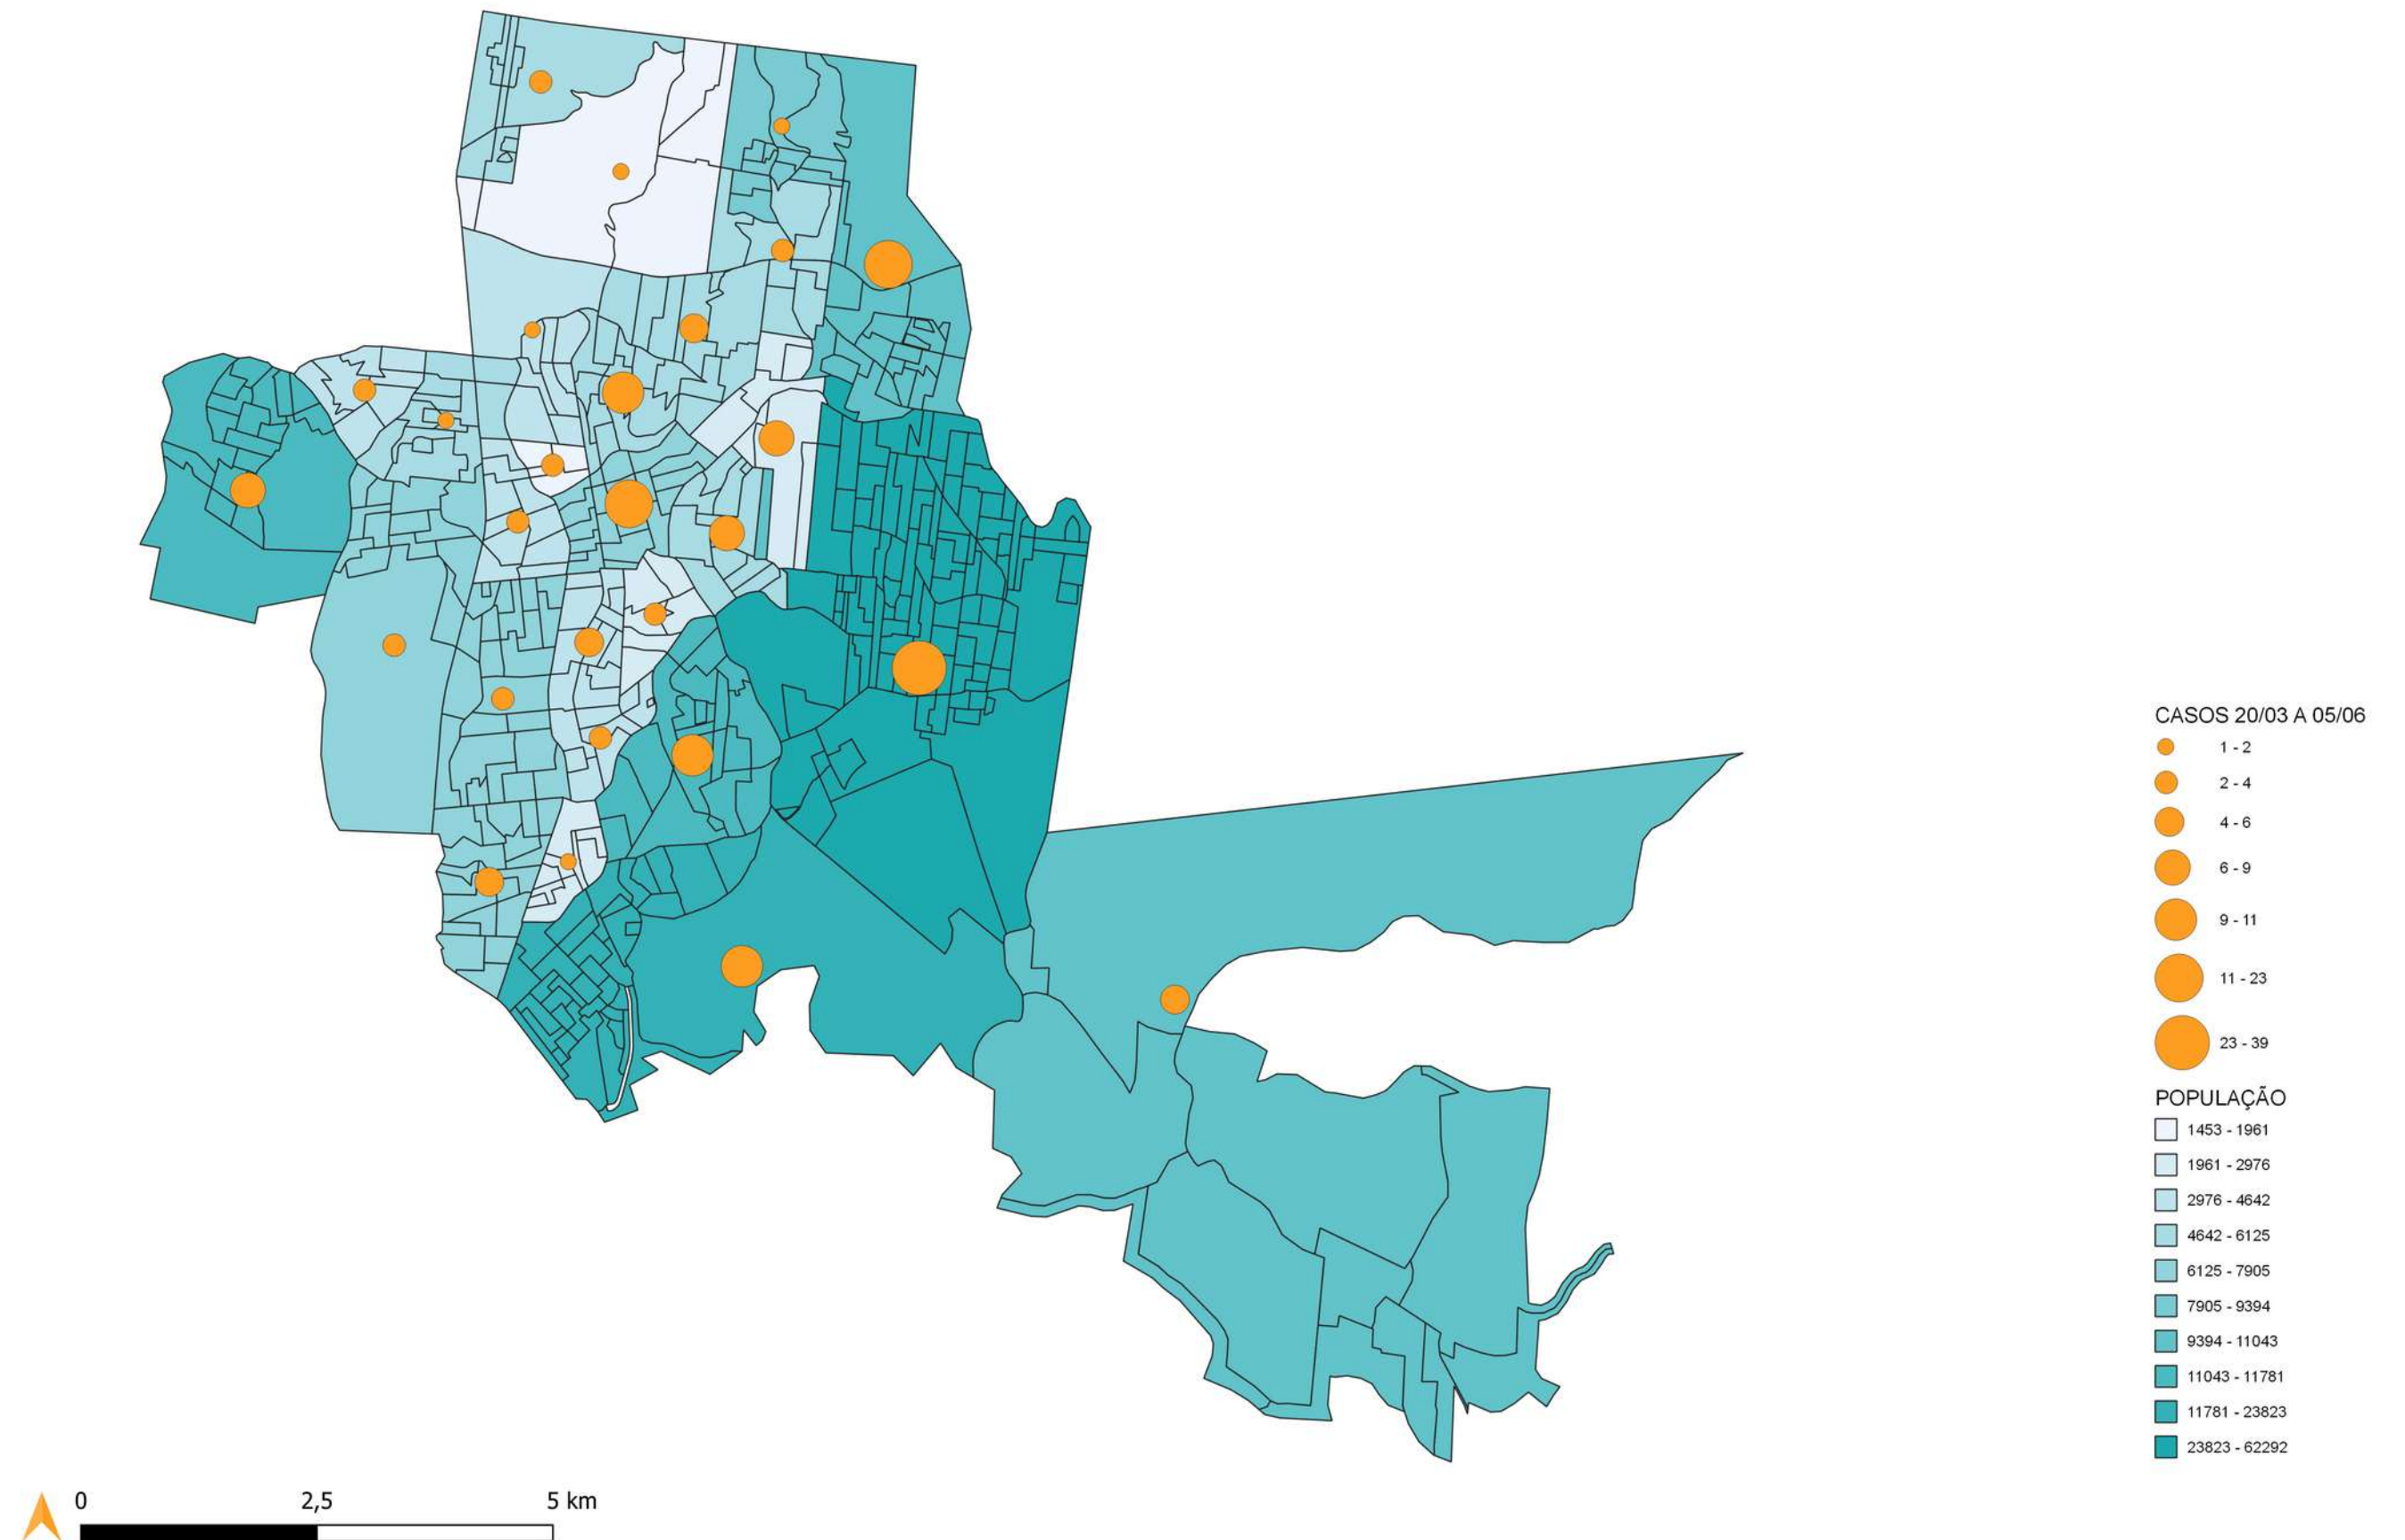 CASOS 20/03 A 05/06
1 - 2
2 - 4
4 - 6
6 - 9
9 - 11
11 - 23
23 - 39
POPULAÇÃO
1453 - 1961
1961 - 2976
2976 - 4642
4642 - 6125
6125 - 7905
7905 - 9394
9394 - 11043
11043 - 11781
11781 - 23823
23823 - 62292
0 2,5 5 km